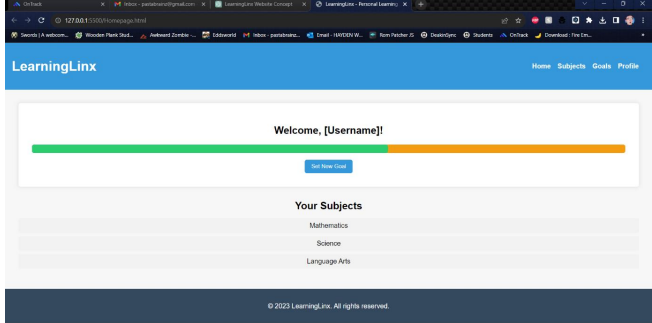 OnTrack
Inbox - pastabrainz@gmail.com
LearningLinx Website Concept
LearningLinx - Personal Learning
127.0.0.1:5500/Homepage.html
Swords | A webcom...
Wooden Plank Stud...
Awkward Zombie -...
Eddsworld
Inbox - pastabrainz...
Email - HAYDEN W...
Rom Patcher JS
DeakinSync
Students
OnTrack
Download : Fire Em...
LearningLinx
Home Subjects Goals Profile
Welcome, [Username]!
Set New Goal
Your Subjects
Mathematics
Science
Language Arts
© 2023 LearningLinx. All rights reserved.